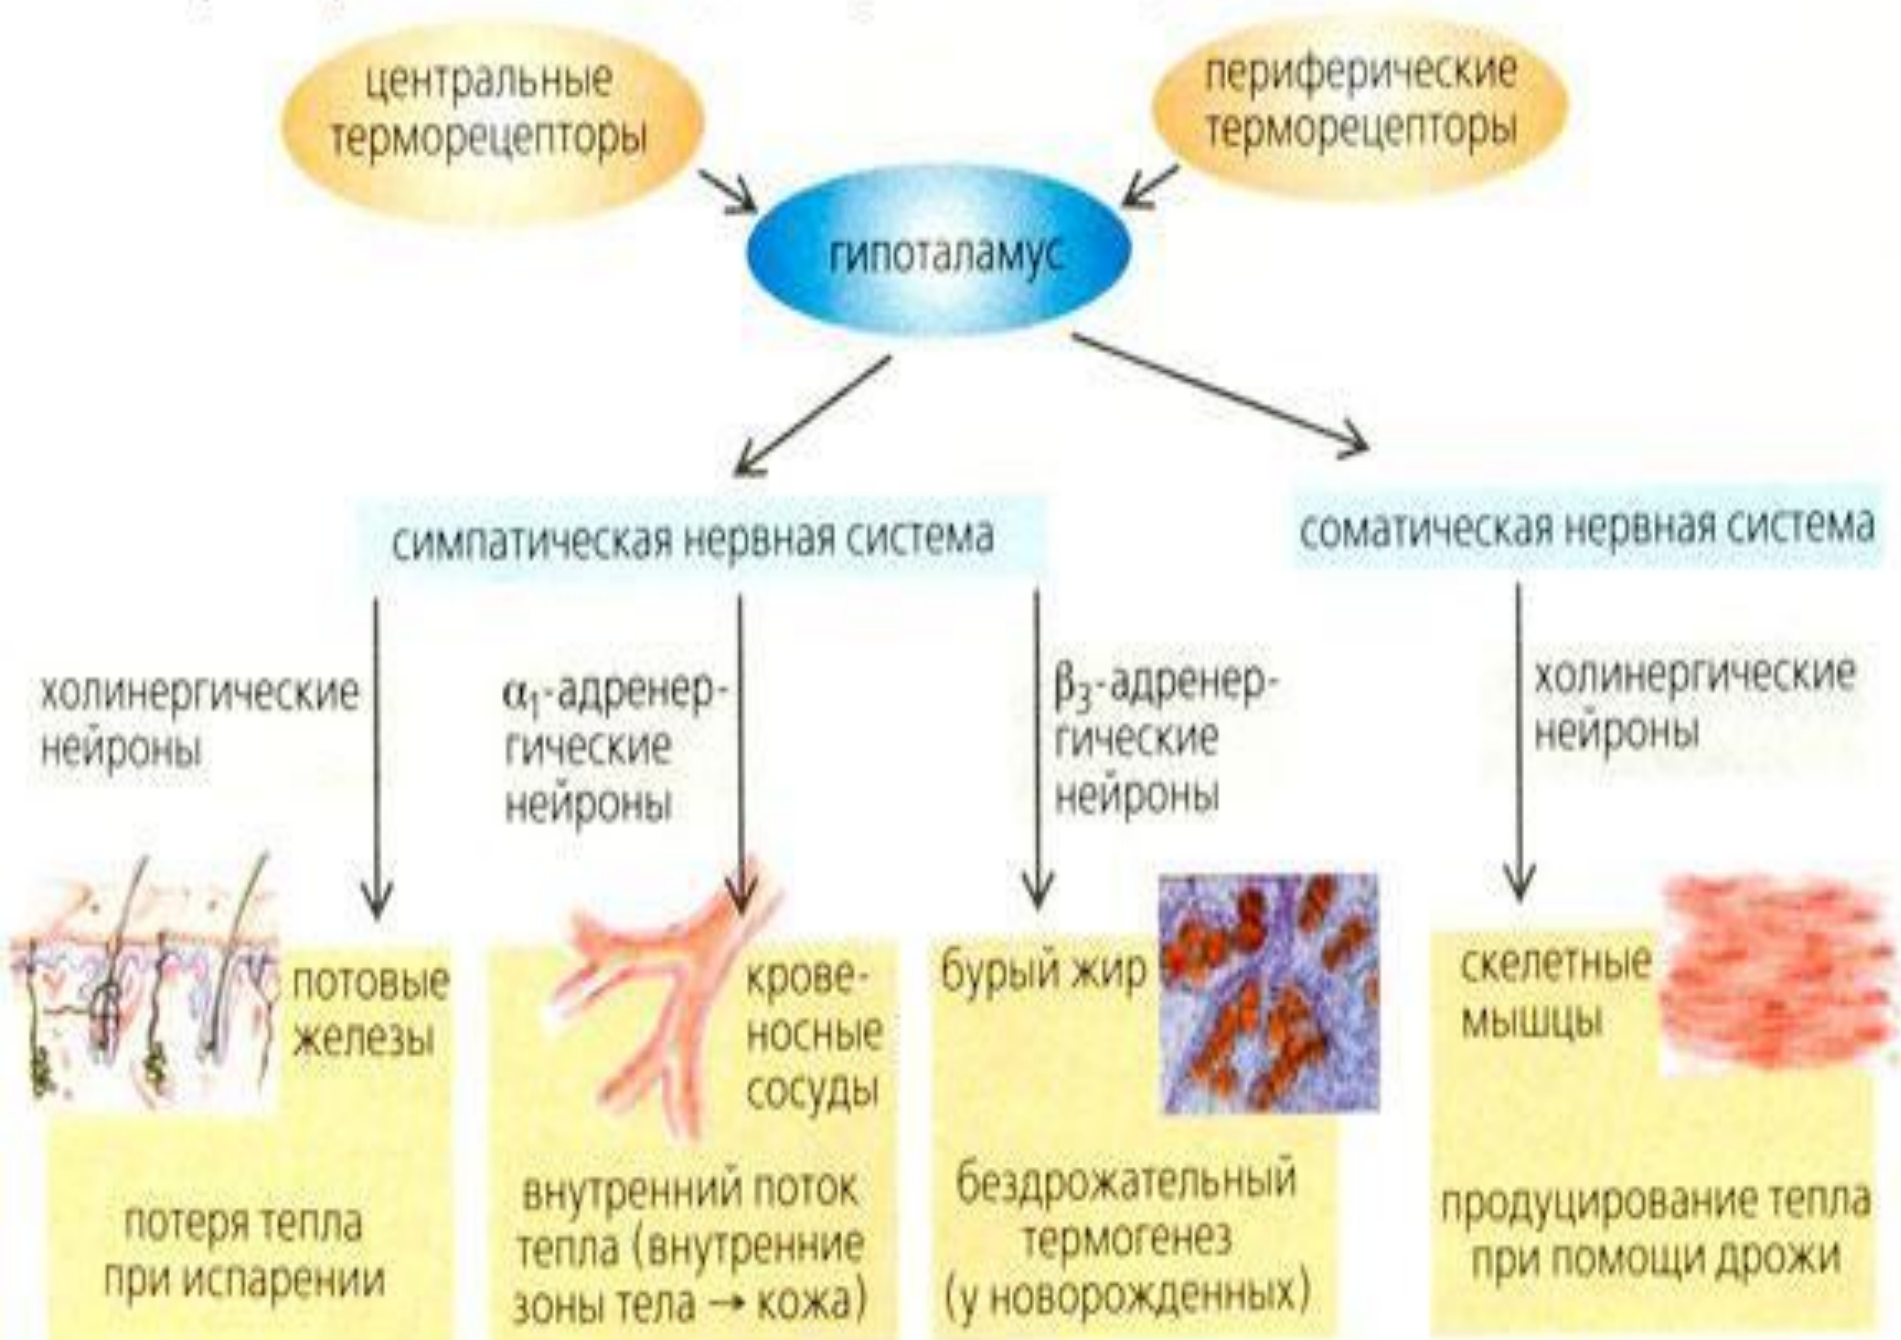 центральные
терморецепторы
периферические
терморецепторы
гипоталамус
симпатическая нервная система
соматическая нервная система
холинергические
нейроны
α₁-адренер-
гические
нейроны
β₃-адренер-
гические
нейроны
холинергические
нейроны
потовые
железы
крове-
носные
сосуды
бурый жир
скелетные
мышцы
потеря тепла
при испарении
внутренний поток
тепла (внутренние
зоны тела → кожа)
бездрожательный
термогенез
(у новорожденных)
продуцирование тепла
при помощи дрожи